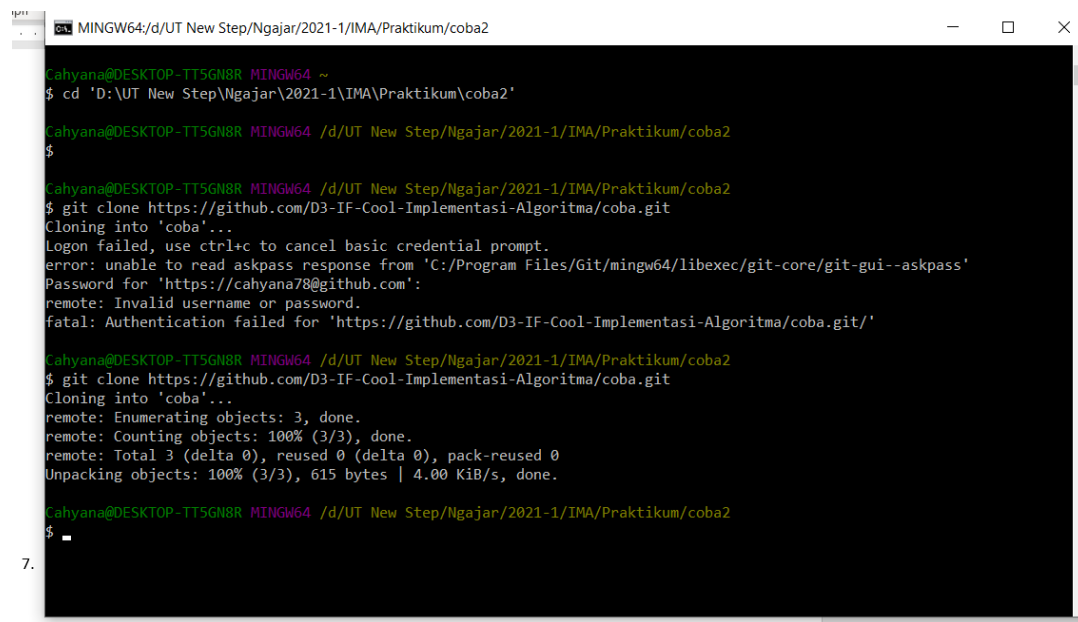 MINGW64:/d/UT New Step/Ngajar/2021-1/IMA/Praktikum/coba2
Cahyana@DESKTOP-TT5GN8R MINGW64 ~
$ cd 'D:\UT New Step\Ngajar\2021-1\IMA\Praktikum\coba2'
Cahyana@DESKTOP-TT5GN8R MINGW64 /d/UT New Step/Ngajar/2021-1/IMA/Praktikum/coba2
$
Cahyana@DESKTOP-TT5GN8R MINGW64 /d/UT New Step/Ngajar/2021-1/IMA/Praktikum/coba2
$ git clone https://github.com/D3-IF-Cool-Implementasi-Algoritma/coba.git
Cloning into 'coba'...
Logon failed, use ctrl+c to cancel basic credential prompt.
error: unable to read askpass response from 'C:/Program Files/Git/mingw64/libexec/git-core/git-gui--askpass'
Password for 'https://cahyana78@github.com':
remote: Invalid username or password.
fatal: Authentication failed for 'https://github.com/D3-IF-Cool-Implementasi-Algoritma/coba.git/'
Cahyana@DESKTOP-TT5GN8R MINGW64 /d/UT New Step/Ngajar/2021-1/IMA/Praktikum/coba2
$ git clone https://github.com/D3-IF-Cool-Implementasi-Algoritma/coba.git
Cloning into 'coba'...
remote: Enumerating objects: 3, done.
remote: Counting objects: 100% (3/3), done.
remote: Total 3 (delta 0), reused 0 (delta 0), pack-reused 0
Unpacking objects: 100% (3/3), 615 bytes | 4.00 KiB/s, done.
Cahyana@DESKTOP-TT5GN8R MINGW64 /d/UT New Step/Ngajar/2021-1/IMA/Praktikum/coba2
$
7.